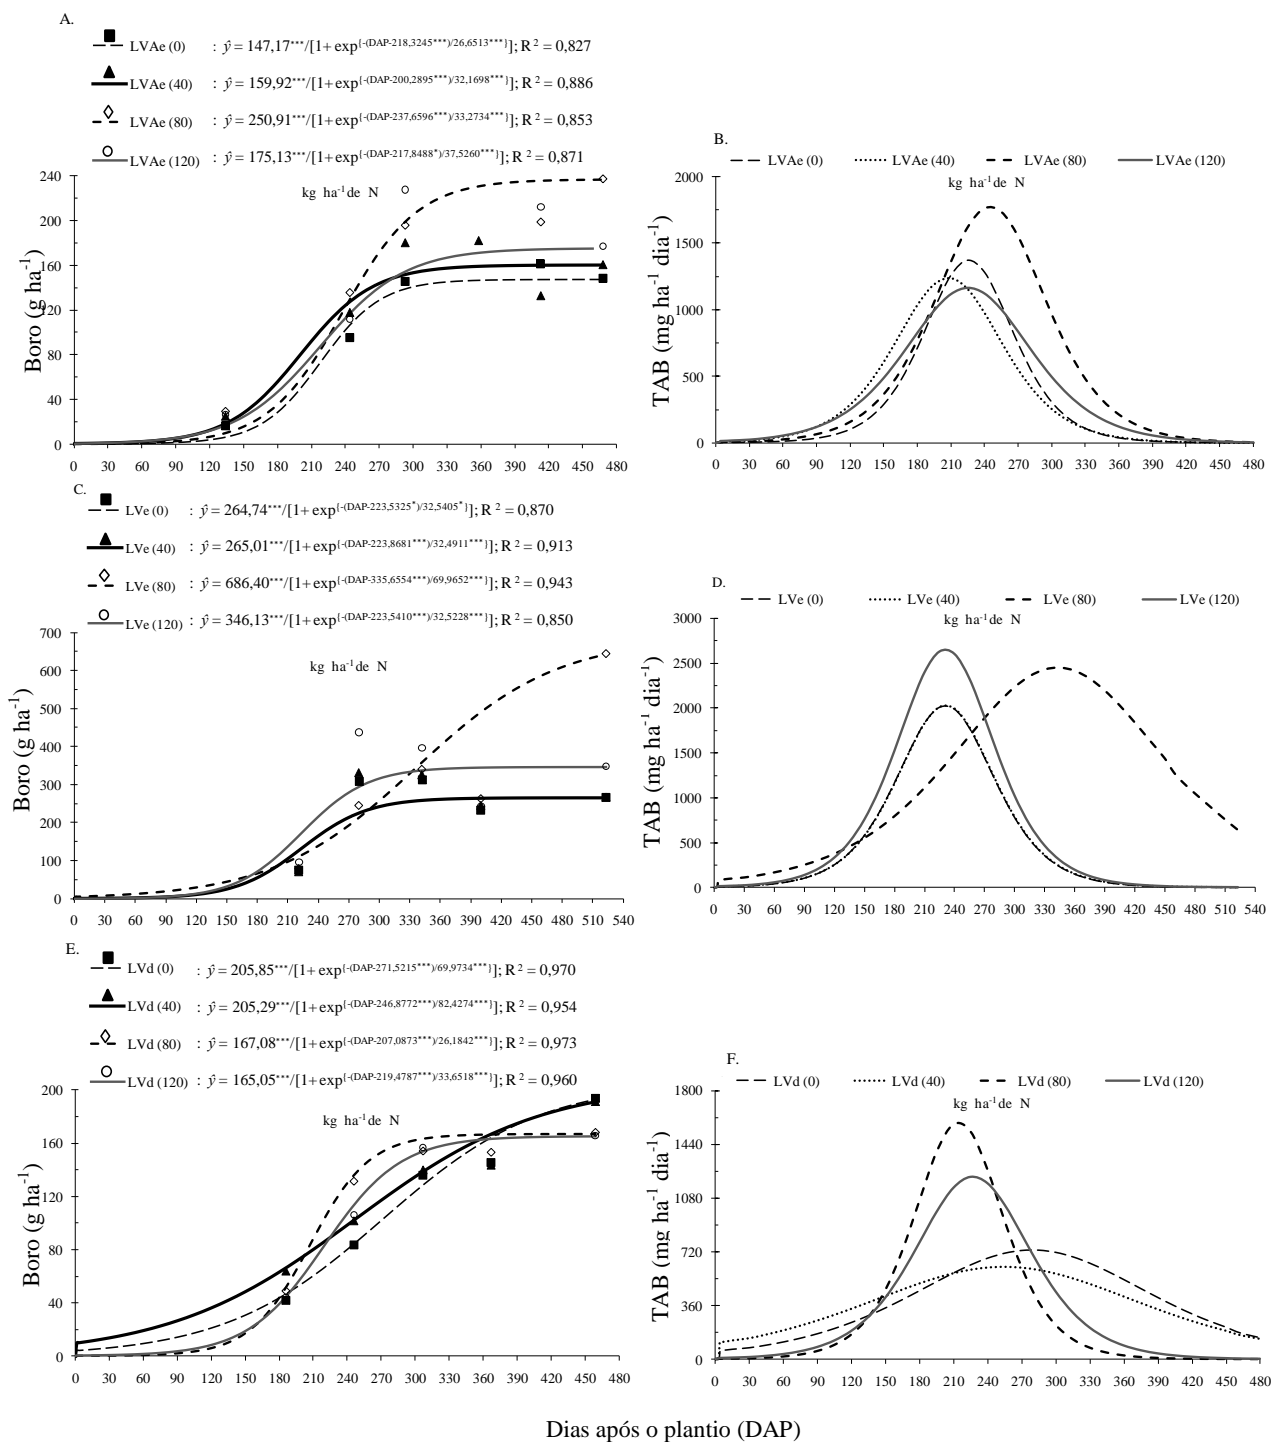 A.
LVAe (0) : ŷ = 147,17***/[1+ exp{-(DAP-218,3245***)/26,6513***}]; R² = 0,827
LVAe (40) : ŷ = 159,92***/[1+ exp{-(DAP-200,2895***)/32,1698***}]; R² = 0,886
LVAe (80) : ŷ = 250,91***/[1+ exp{-(DAP-237,6596***)/33,2734***}]; R² = 0,853
LVAe (120) : ŷ = 175,13***/[1+ exp{-(DAP-217,8488*)/37,5260***}]; R² = 0,871
kg ha⁻¹ de N
Boro (g ha⁻¹)
240
200
160
120
80
40
0
0 30 60 90 120 150 180 210 240 270 300 330 360 390 420 450 480
B.
LVAe (0) LVAe (40) LVAe (80) LVAe (120)
kg ha⁻¹ de N
TAB (mg ha⁻¹ dia⁻¹)
2000
1500
1000
500
0
0 30 60 90 120 150 180 210 240 270 300 330 360 390 420 450 480
C.
LVe (0) : ŷ = 264,74***/[1+ exp{-(DAP-223,5325*)/32,5405*}]; R² = 0,870
LVe (40) : ŷ = 265,01***/[1+ exp{-(DAP-223,8681***)/32,4911***}]; R² = 0,913
LVe (80) : ŷ = 686,40***/[1+ exp{-(DAP-335,6554***)/69,9652***}]; R² = 0,943
LVe (120) : ŷ = 346,13***/[1+ exp{-(DAP-223,5410***)/32,5228***}]; R² = 0,850
kg ha⁻¹ de N
Boro (g ha⁻¹)
700
600
500
400
300
200
100
0
0 30 60 90 120 150 180 210 240 270 300 330 360 390 420 450 480 510 540
D.
LVe (0) LVe (40) LVe (80) LVe (120)
kg ha⁻¹ de N
TAB (mg ha⁻¹ dia⁻¹)
3000
2500
2000
1500
1000
500
0
0 30 60 90 120 150 180 210 240 270 300 330 360 390 420 450 480 510 540
E.
LVd (0) : ŷ = 205,85***/[1+ exp{-(DAP-271,5215***)/69,9734***}]; R² = 0,970
LVd (40) : ŷ = 205,29***/[1+ exp{-(DAP-246,8772***)/82,4274***}]; R² = 0,954
LVd (80) : ŷ = 167,08***/[1+ exp{-(DAP-207,0873***)/26,1842***}]; R² = 0,973
LVd (120) : ŷ = 165,05***/[1+ exp{-(DAP-219,4787***)/33,6518***}]; R² = 0,960
kg ha⁻¹ de N
Boro (g ha⁻¹)
200
160
120
80
40
0
0 30 60 90 120 150 180 210 240 270 300 330 360 390 420 450 480
F.
LVd (0) LVd (40) LVd (80) LVd (120)
kg ha⁻¹ de N
TAB (mg ha⁻¹ dia⁻¹)
1800
1440
1080
720
360
0
0 30 60 90 120 150 180 210 240 270 300 330 360 390 420 450 480
Dias após o plantio (DAP)